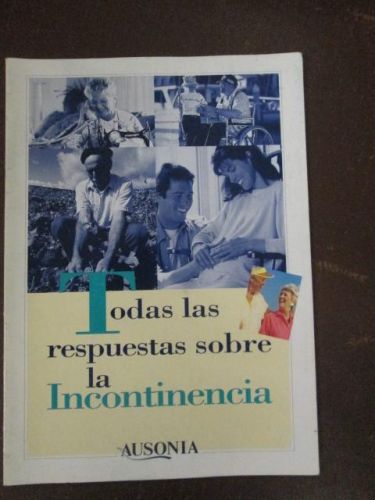 Todas las
respuestas sobre
la
Incontinencia
AUSONIA